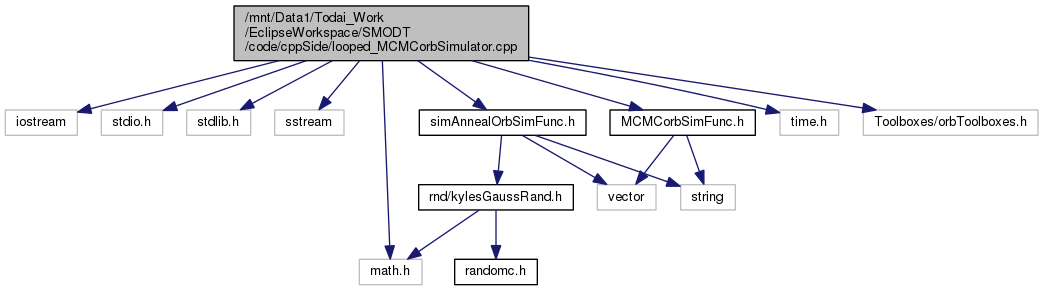 /mnt/Data1/Todai_Work
/EclipseWorkspace/SMODT
/code/cppSide/looped_MCMCorbSimulator.cpp
iostream
stdio.h
stdlib.h
sstream
simAnnealOrbSimFunc.h
MCMCorbSimFunc.h
time.h
Toolboxes/orbToolboxes.h
rnd/kylesGaussRand.h
vector
string
math.h
randomc.h